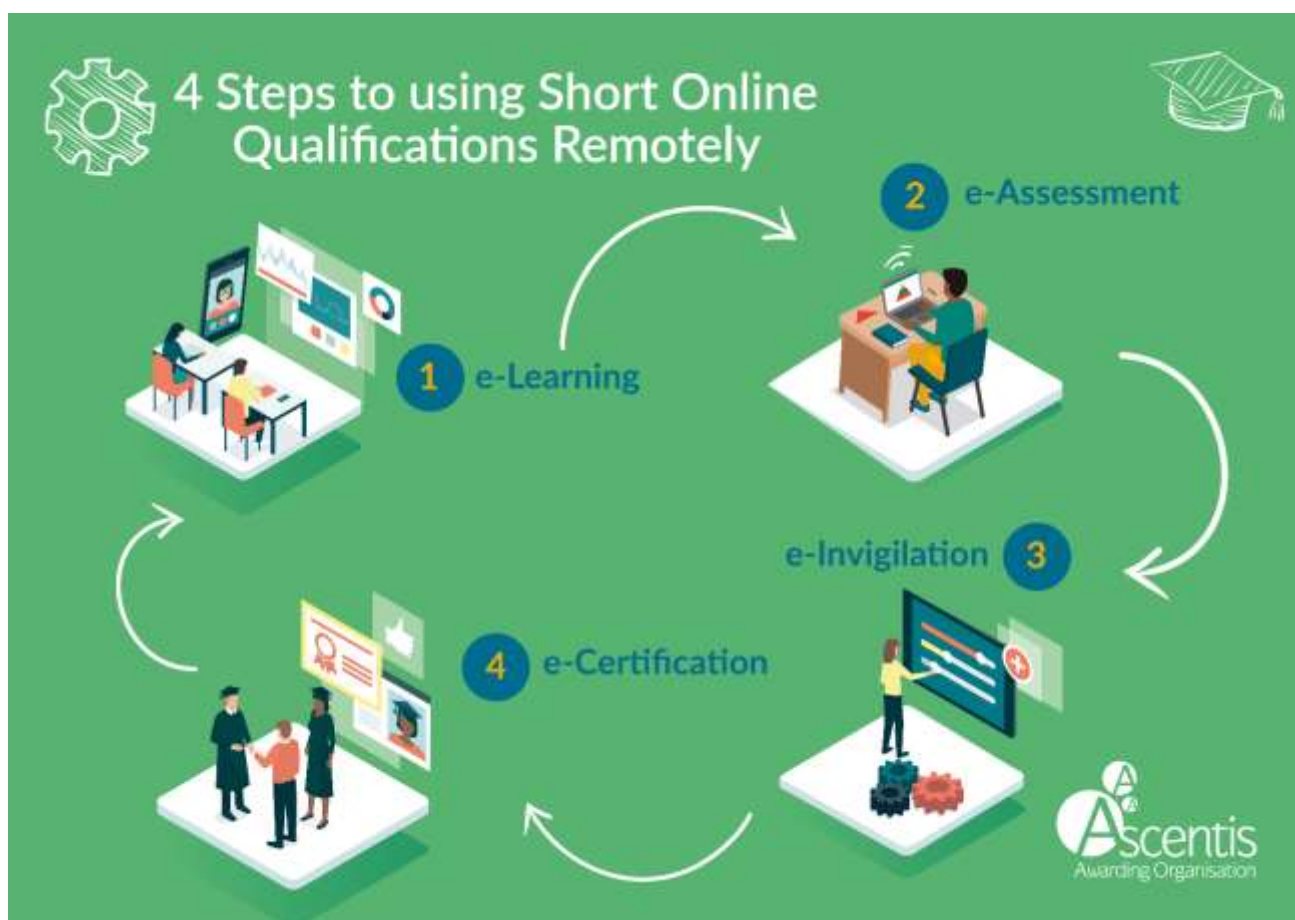 4 Steps to using Short Online
Qualifications Remotely
1 e-Learning
2 e-Assessment
e-Invigilation 3
4 e-Certification
A
A
Ascentis
Awarding Organisation